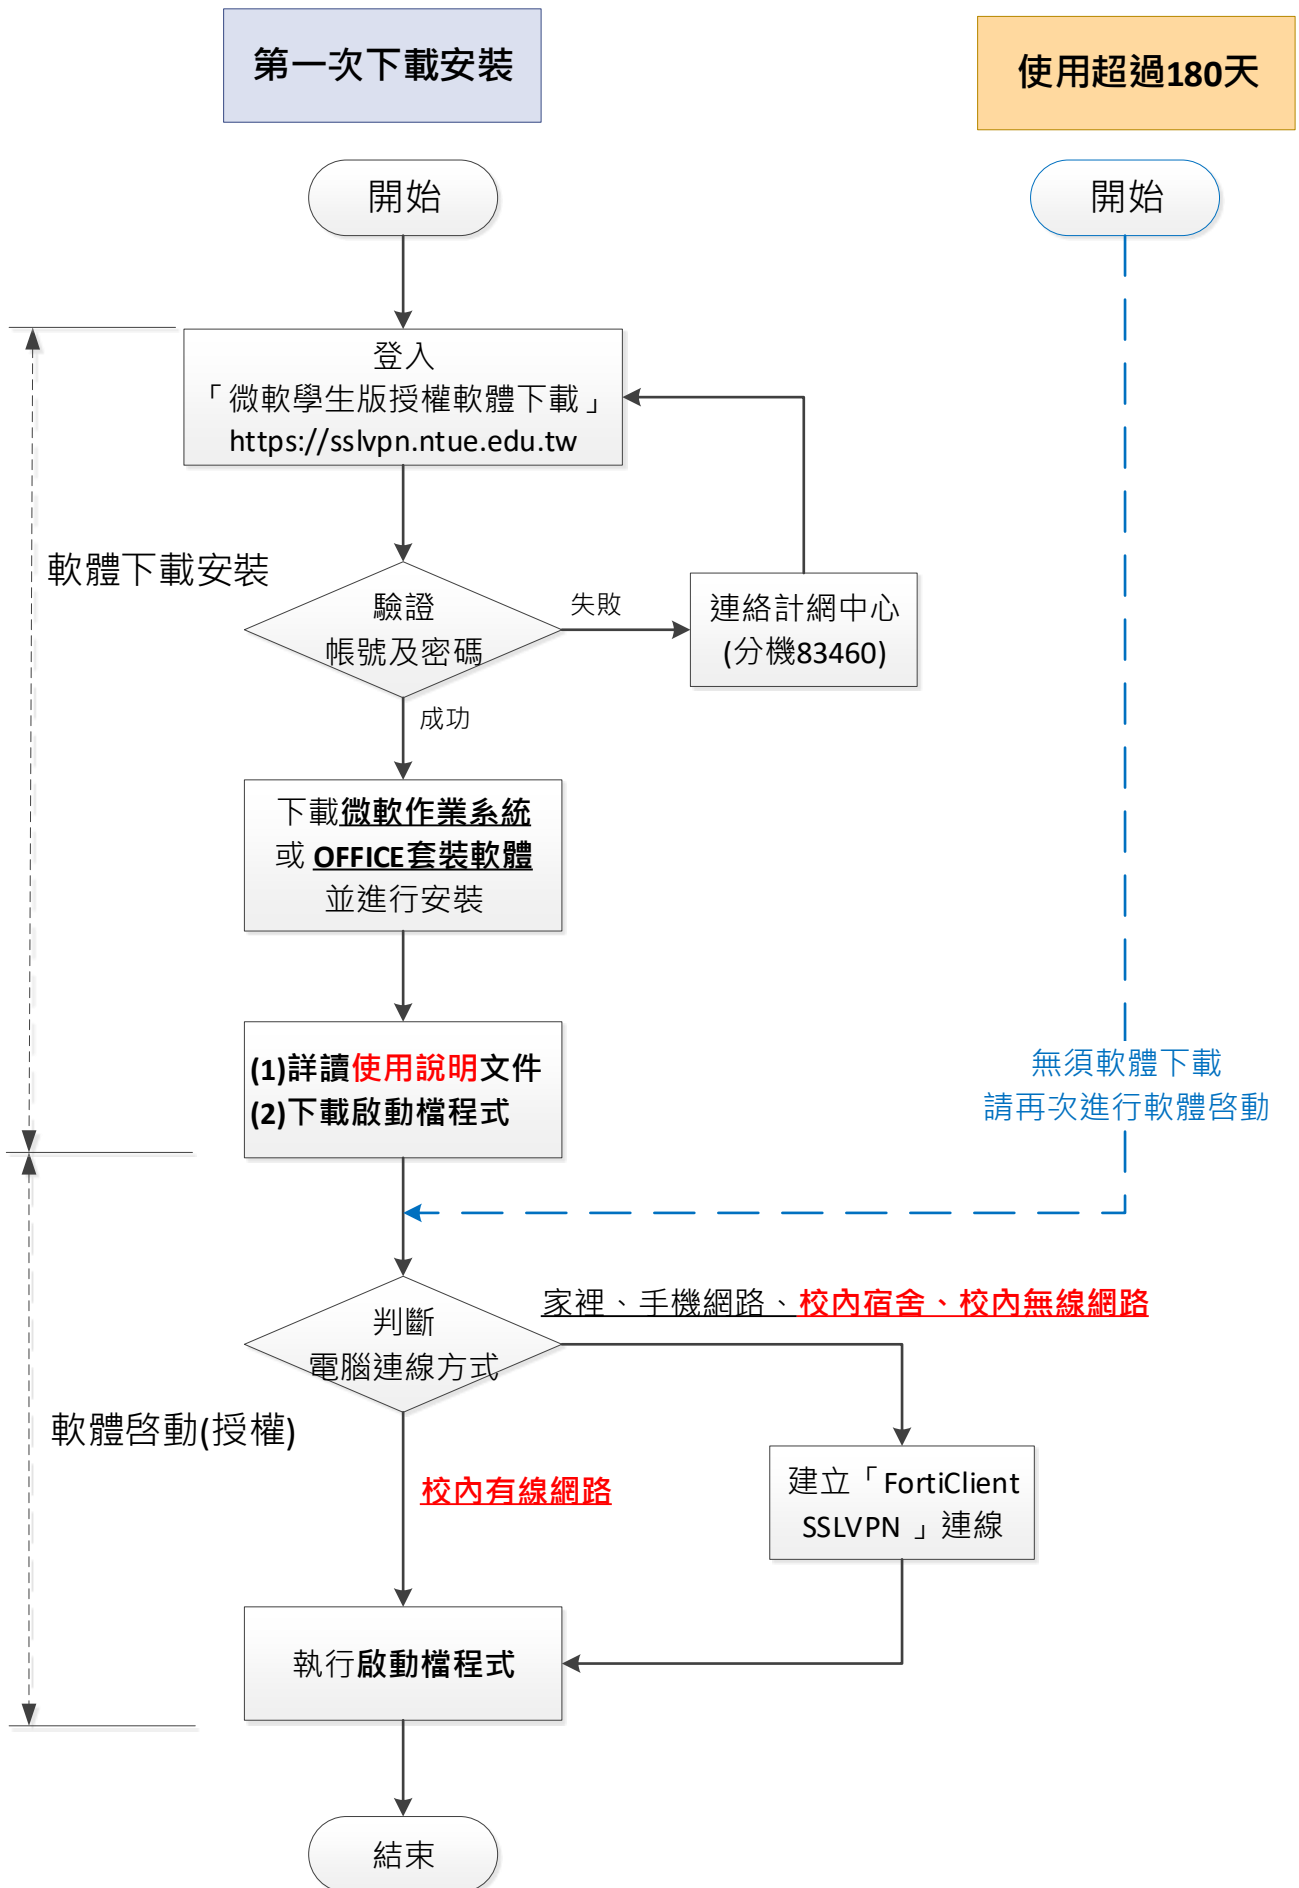 第一次下載安裝
使用超過180天
開始
開始
登入
「微軟學生版授權軟體下載」
https://sslvpn.ntue.edu.tw
軟體下載安裝
驗證
帳號及密碼
失敗
連絡計網中心
(分機83460)
成功
下載微軟作業系統
或 OFFICE套裝軟體
並進行安裝
(1)詳讀使用說明文件
(2)下載啟動檔程式
無須軟體下載
請再次進行軟體啓動
家裡、手機網路、校內宿舍、校內無線網路
判斷
電腦連線方式
軟體啓動(授權)
校內有線網路
建立「FortiClient
SSLVPN 」連線
執行啟動檔程式
結束